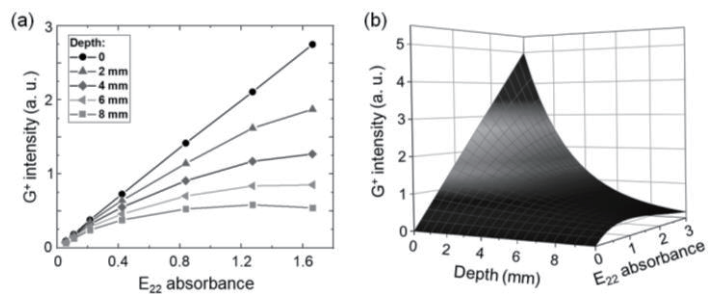 (a)
3
2
1
0
G⁺ intensity (a. u.)
Depth:
0
2 mm
4 mm
6 mm
8 mm
0.0 0.4 0.8 1.2 1.6
E₂₂ absorbance
(b)
5
4
3
2
1
0
G⁺ intensity (a. u.)
0 2 4 6 8
Depth (mm)
0 1 2 3
E₂₂ absorbance